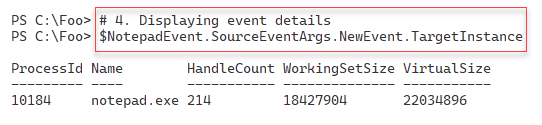 PS C:\Foo> # 4. Displaying event details
PS C:\Foo> $NotepadEvent.SourceEventArgs.NewEvent.TargetInstance
ProcessId Name HandleCount WorkingSetSize VirtualSize
--------- ---- ----------- -------------- -----------
10184 notepad.exe 214 18427904 22034896